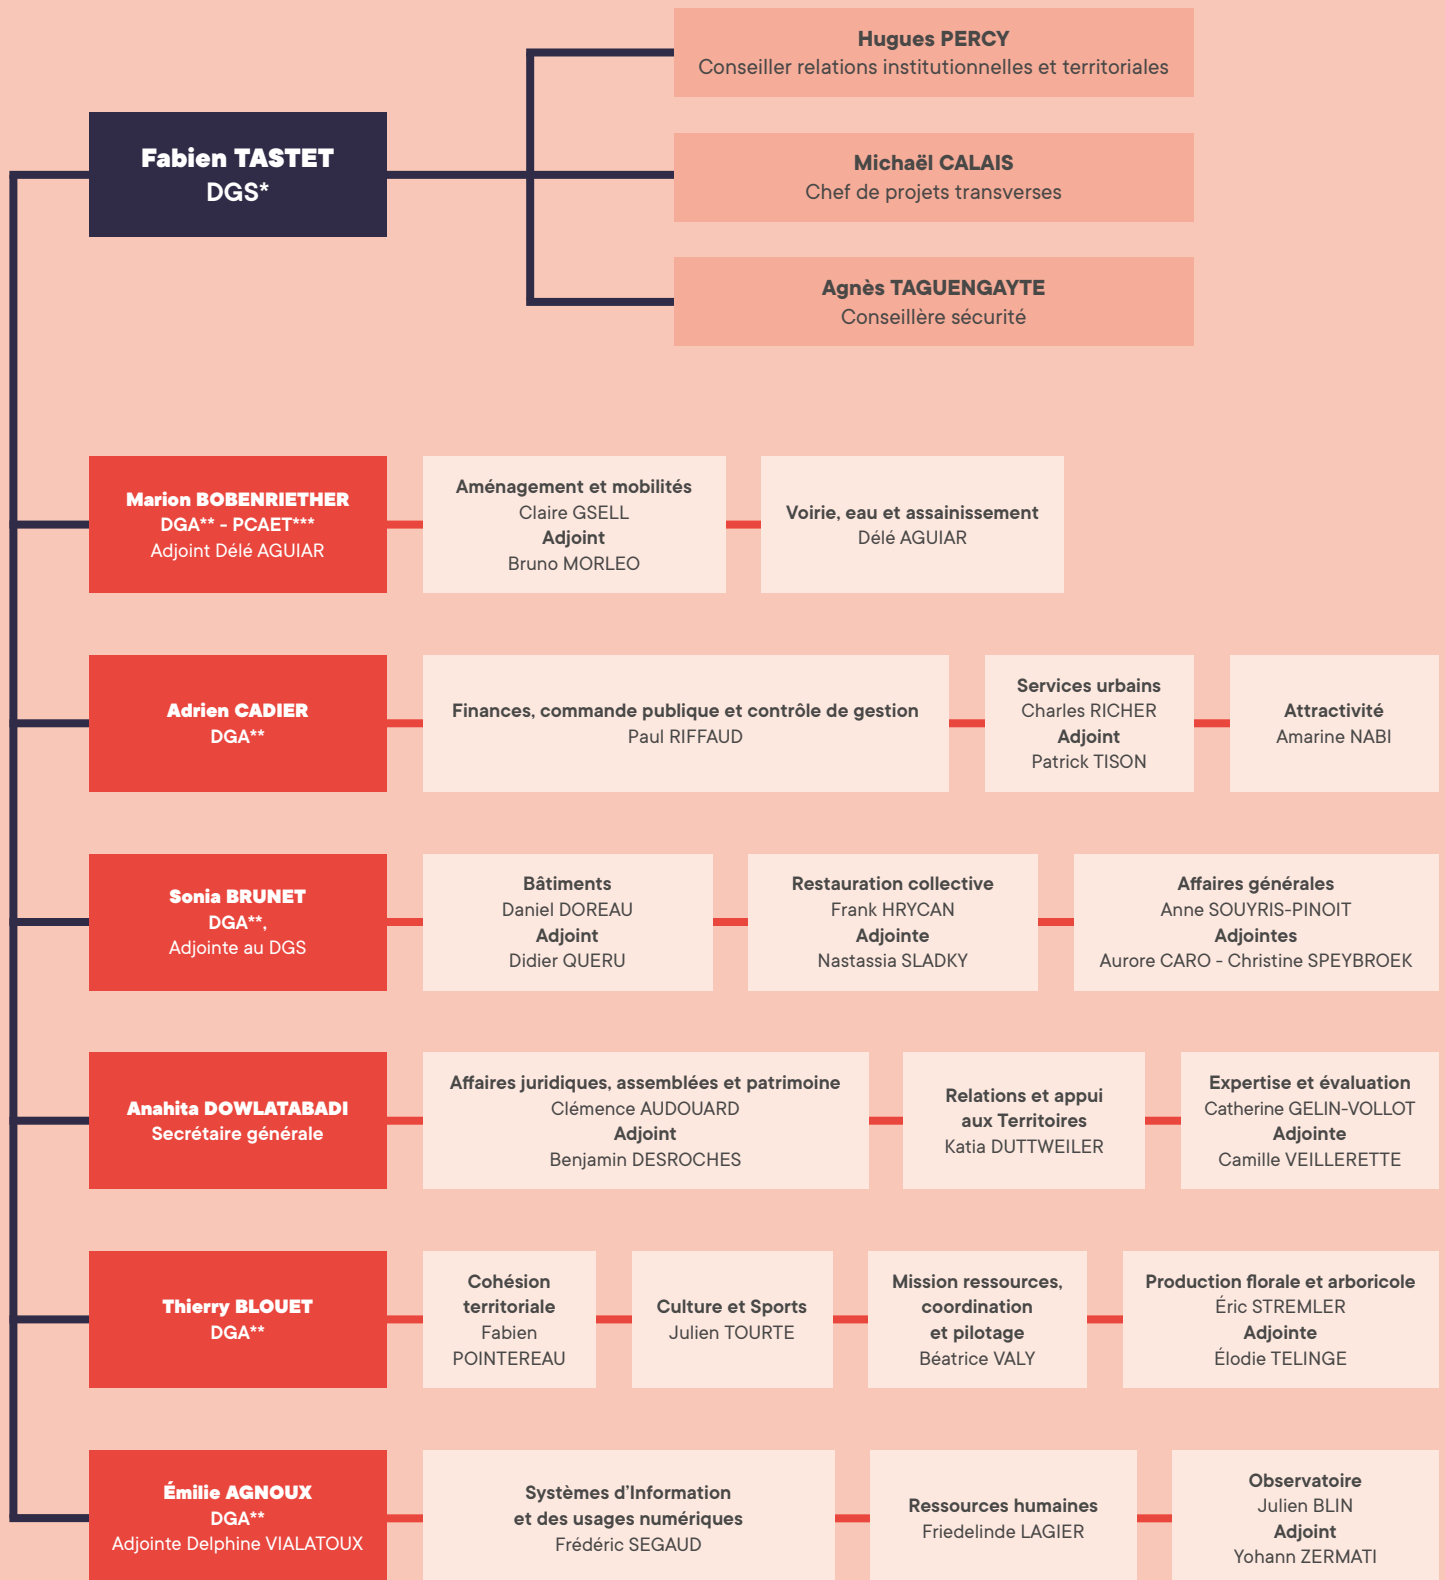 Hugues PERCY
Conseiller relations institutionnelles et territoriales
Fabien TASTET
DGS*
Michaël CALAIS
Chef de projets transverses
Agnès TAGUENGAYTE
Conseillère sécurité
Marion BOBENRIETHER
DGA** - PCAET***
Adjoint Délé AGUIAR
Aménagement et mobilités
Claire GSELL
Adjoint
Bruno MORLEO
Voirie, eau et assainissement
Délé AGUIAR
Adrien CADIER
DGA**
Finances, commande publique et contrôle de gestion
Paul RIFFAUD
Services urbains
Charles RICHER
Adjoint
Patrick TISON
Attractivité
Amarine NABI
Sonia BRUNET
DGA**,
Adjointe au DGS
Bâtiments
Daniel DOREAU
Adjoint
Didier QUERU
Restauration collective
Frank HRYCAN
Adjointe
Nastassia SLADKY
Affaires générales
Anne SOUYRIS-PINOIT
Adjointes
Aurore CARO - Christine SPEYBROEK
Anahita DOWLATABADI
Secrétaire générale
Affaires juridiques, assemblées et patrimoine
Clémence AUDOUARD
Adjoint
Benjamin DESROCHES
Relations et appui
aux Territoires
Katia DUTTWEILER
Expertise et évaluation
Catherine GELIN-VOLLOT
Adjointe
Camille VEILLERETTE
Thierry BLOUET
DGA**
Cohésion
territoriale
Fabien
POINTEREAU
Culture et Sports
Julien TOURTE
Mission ressources,
coordination
et pilotage
Béatrice VALY
Production florale et arboricole
Éric STREMLER
Adjointe
Élodie TELINGE
Émilie AGNOUX
DGA**
Adjointe Delphine VIALATOUX
Systèmes d'Information
et des usages numériques
Frédéric SEGAUD
Ressources humaines
Friedelinde LAGIER
Observatoire
Julien BLIN
Adjoint
Yohann ZERMATI